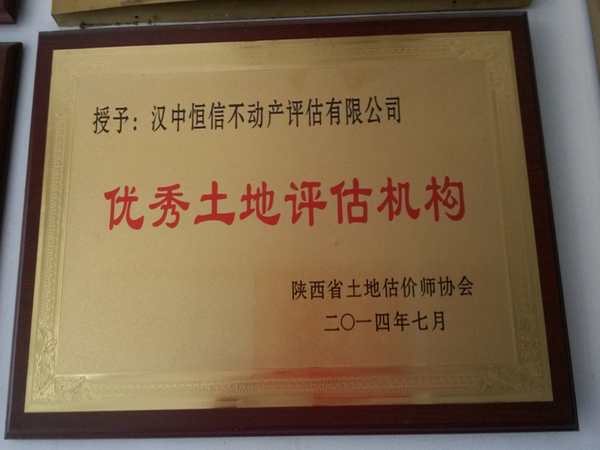 授予：汉中恒信不动产评估有限公司
优秀土地评估机构
陕西省土地估价师协会
二〇一四年七月